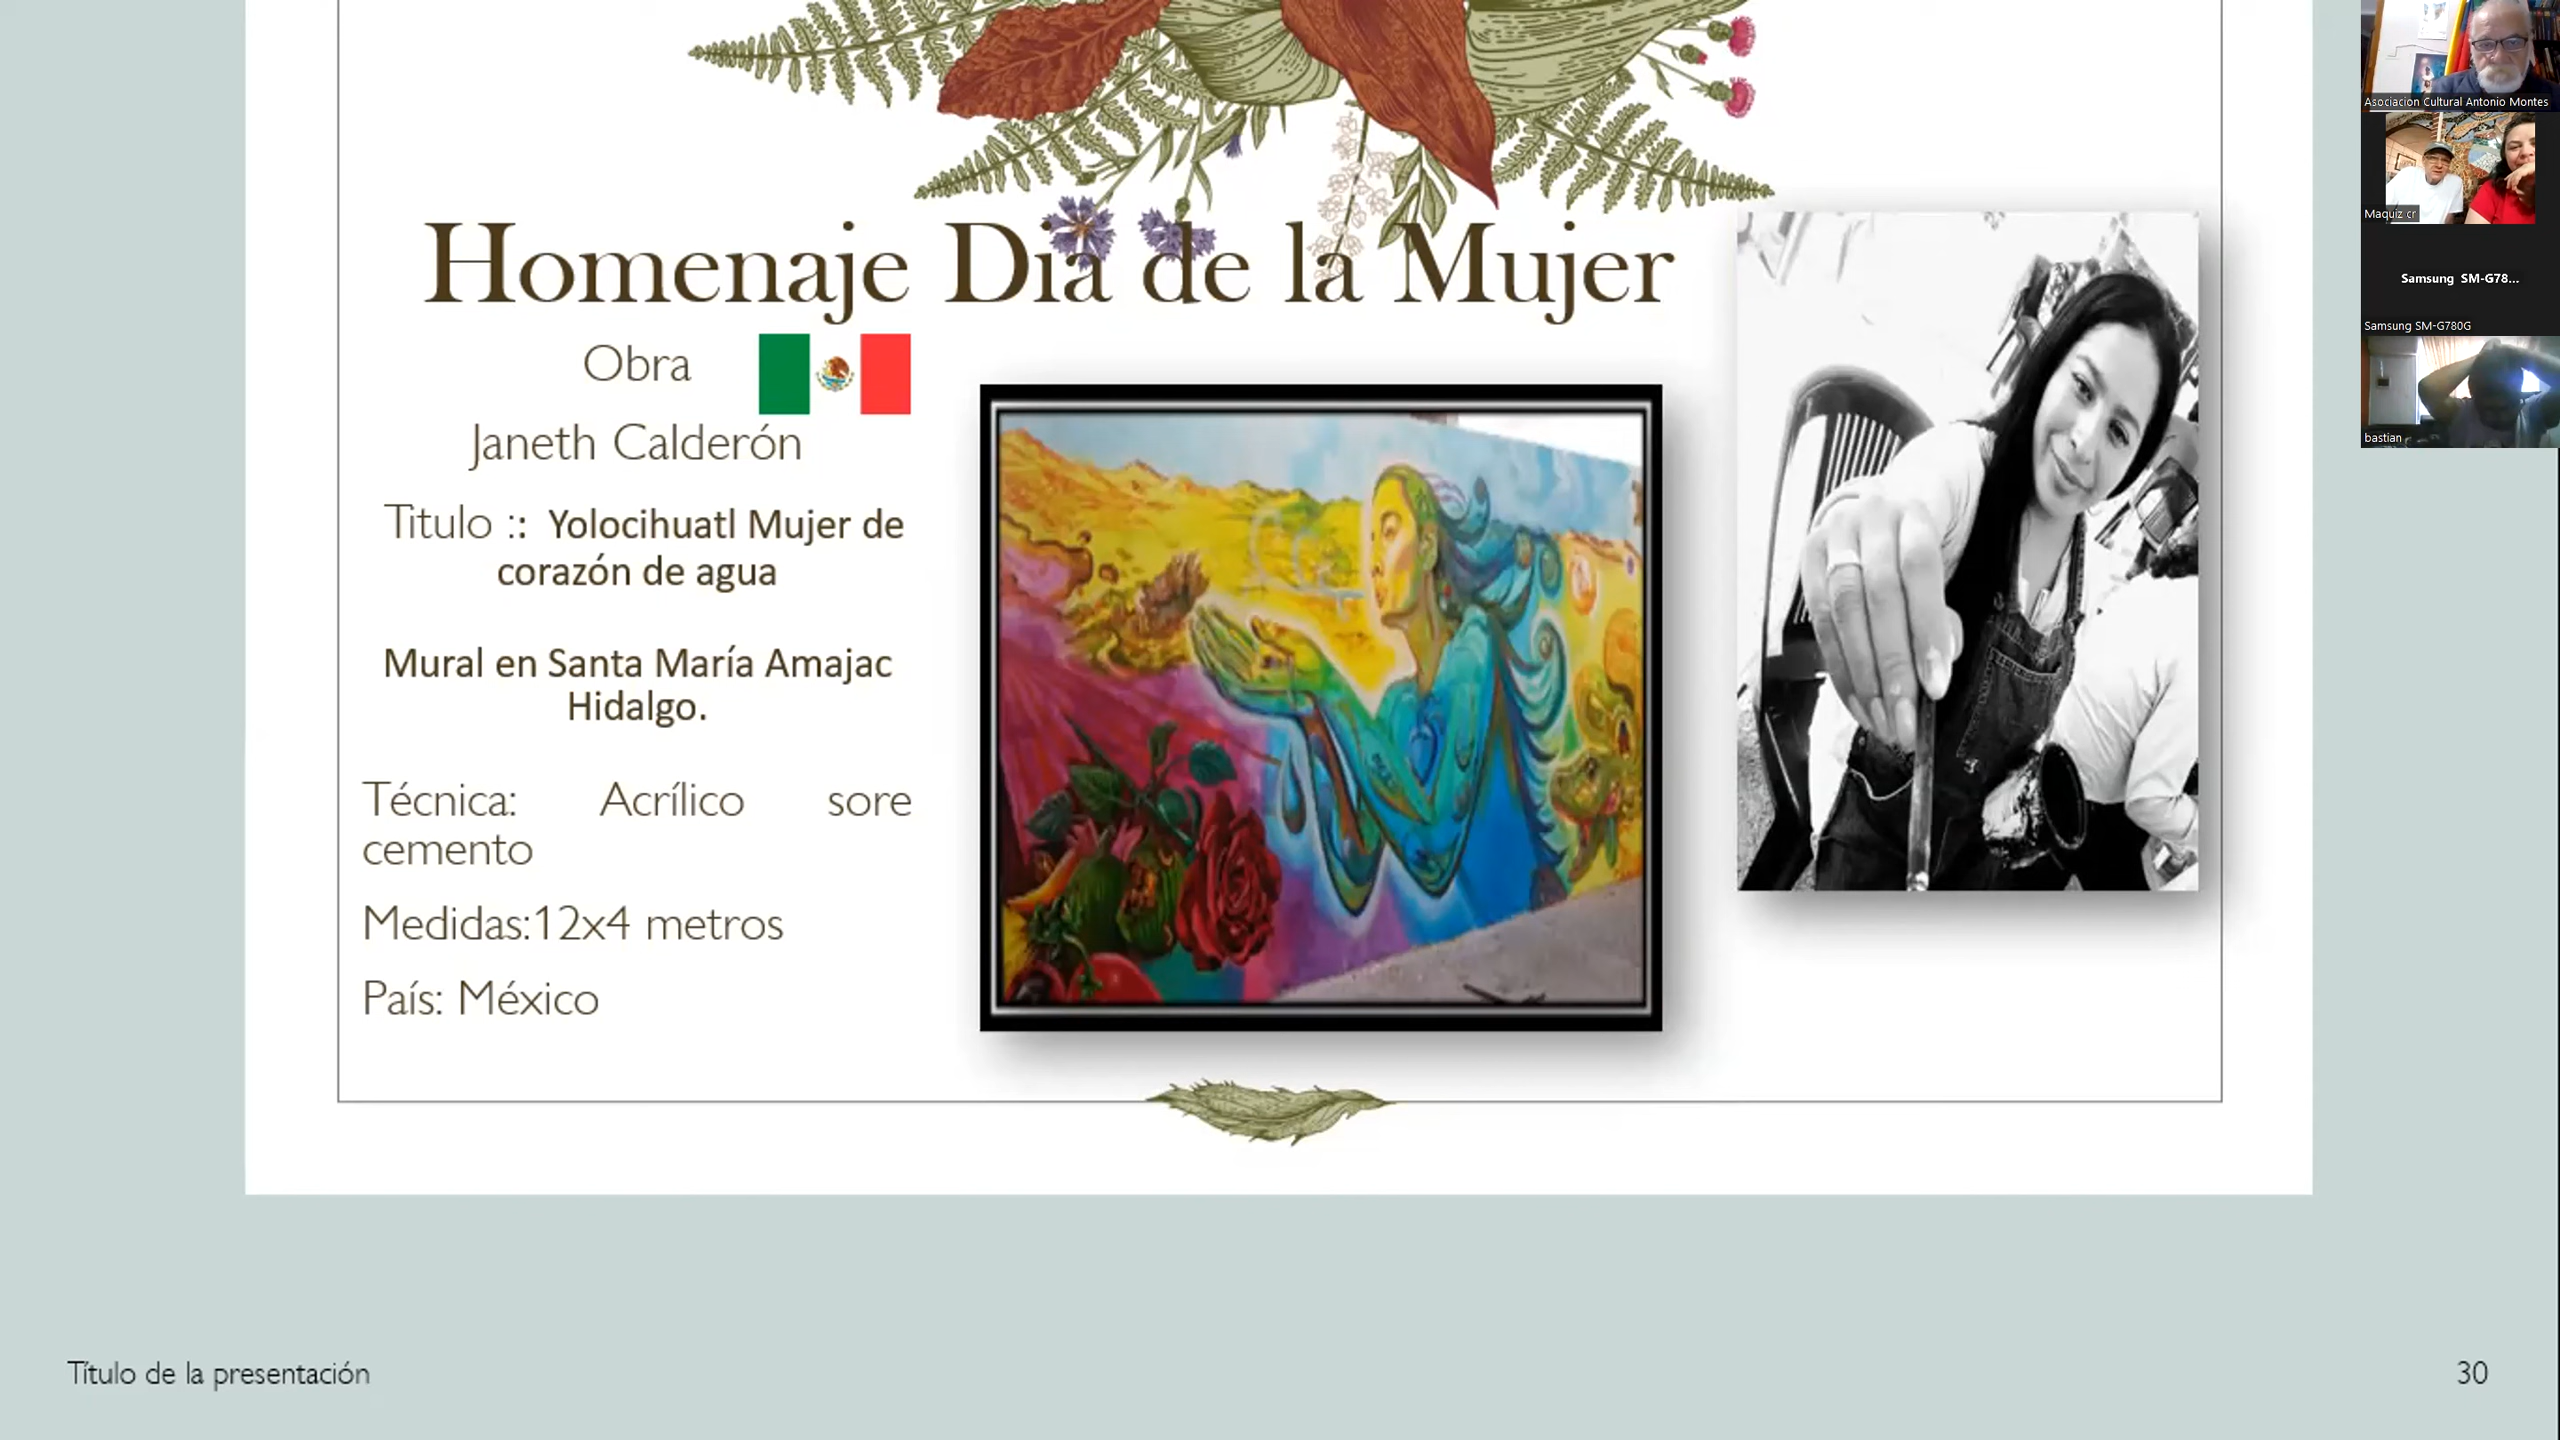 Homenaje Dia de la Mujer
Obra
Janeth Calderón
Titulo :: Yolocihuatl Mujer de
corazón de agua
Mural en Santa María Amajac
Hidalgo.
Técnica: Acrílico sore
cemento
Medidas:12x4 metros
País: México
Título de la presentación
30
Asociacion Cultural Antonio Montes
Maquiz cr
Samsung SM-G78...
Samsung SM-G780G
bastian